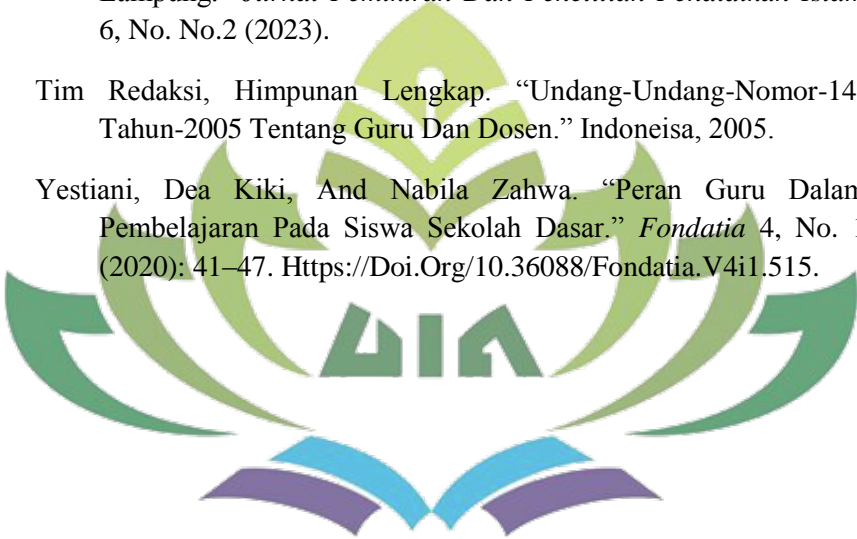 6, No. No.2 (2023).
Tim Redaksi, Himpunan Lengkap. “Undang-Undang-Nomor-14
Tahun-2005 Tentang Guru Dan Dosen.” Indoneisa, 2005.
Yestiani, Dea Kiki, And Nabila Zahwa. “Peran Guru Dalam
Pembelajaran Pada Siswa Sekolah Dasar.” Fondatia 4, No. 1
(2020): 41–47. Https://Doi.Org/10.36088/Fondatia.V4i1.515.
UIN